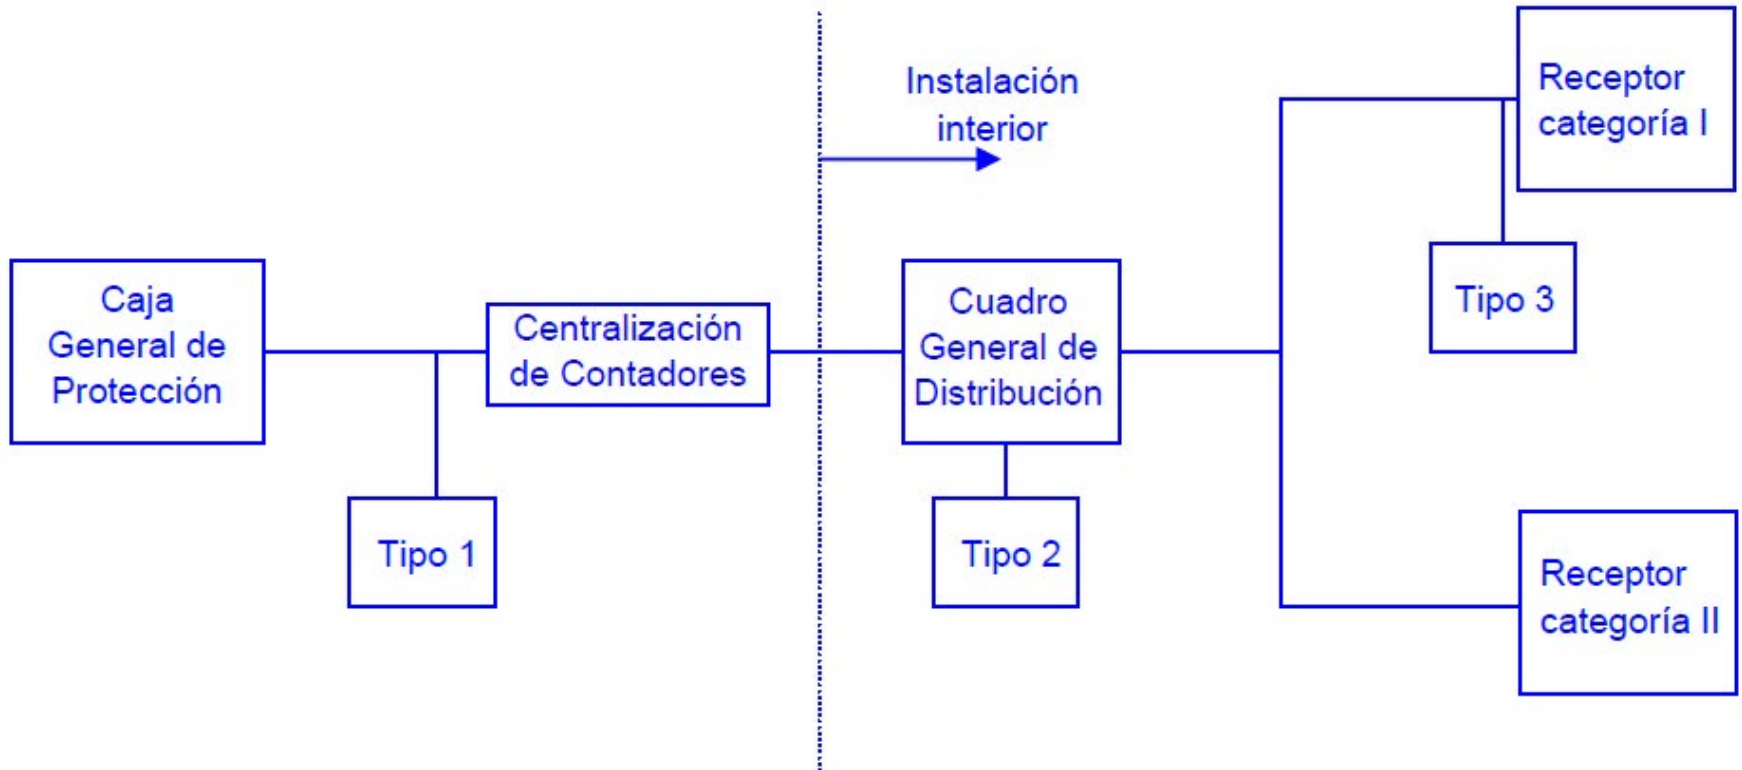 Instalación
interior
Receptor
categoría I
Caja
General de
Protección
Centralización
de Contadores
Cuadro
General de
Distribución
Tipo 3
Tipo 1
Tipo 2
Receptor
categoría II